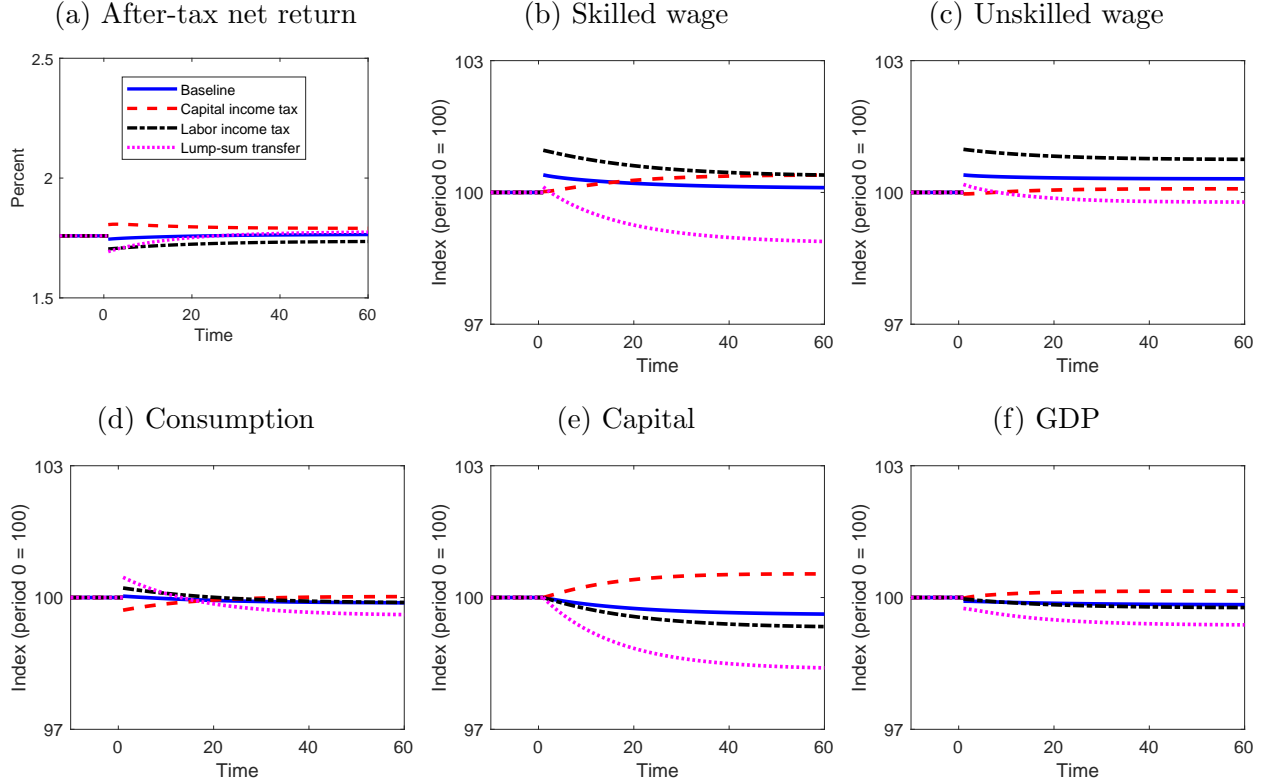 (a) After-tax net return
(b) Skilled wage
(c) Unskilled wage
2.5
2
1.5
Percent
Baseline
Capital income tax
Labor income tax
Lump-sum transfer
0 20 40 60
Time
103
100
97
Index (period 0 = 100)
0 20 40 60
Time
103
100
97
Index (period 0 = 100)
0 20 40 60
Time
(d) Consumption
(e) Capital
(f) GDP
103
100
97
Index (period 0 = 100)
0 20 40 60
Time
103
100
97
Index (period 0 = 100)
0 20 40 60
Time
103
100
97
Index (period 0 = 100)
0 20 40 60
Time